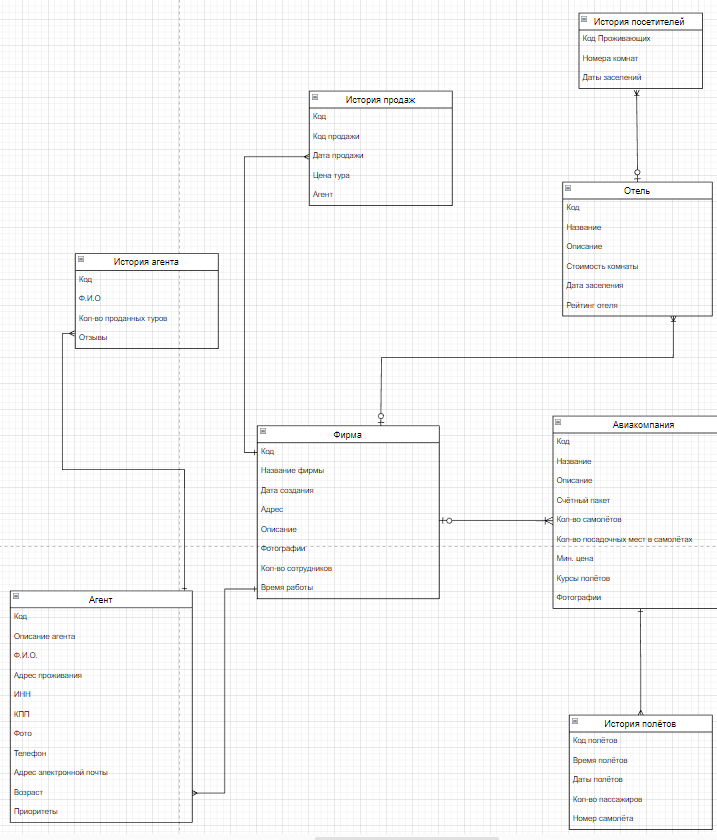 История посетителей
Код Проживающих
Номера комнат
Даты заселений
История продаж
Код
Код продажи
Дата продажи
Цена тура
Агент
Отель
Код
Название
Описание
Стоимость комнаты
Дата заселения
Рейтинг отеля
История агента
Код
Ф.И.О
Кол-во проданных туров
Отзывы
Фирма
Код
Название фирмы
Дата создания
Адрес
Описание
Фотографии
Кол-во сотрудников
Время работы
Авиакомпания
Код
Название
Описание
Счётный пакет
Кол-во самолётов
Кол-во посадочных мест в самолётах
Мин. цена
Курсы полётов
Фотографии
Агент
Код
Описание агента
Ф.И.О.
Адрес проживания
ИНН
КПП
Фото
Телефон
Адрес электронной почты
Возраст
Приоритеты
История полётов
Код полётов
Время полётов
Даты полётов
Кол-во пассажиров
Номер самолёта